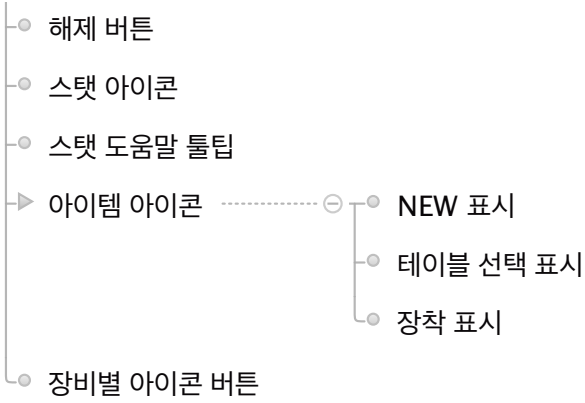 해제 버튼
스탯 아이콘
스탯 도움말 툴팁
아이템 아이콘
NEW 표시
테이블 선택 표시
장착 표시
장비별 아이콘 버튼